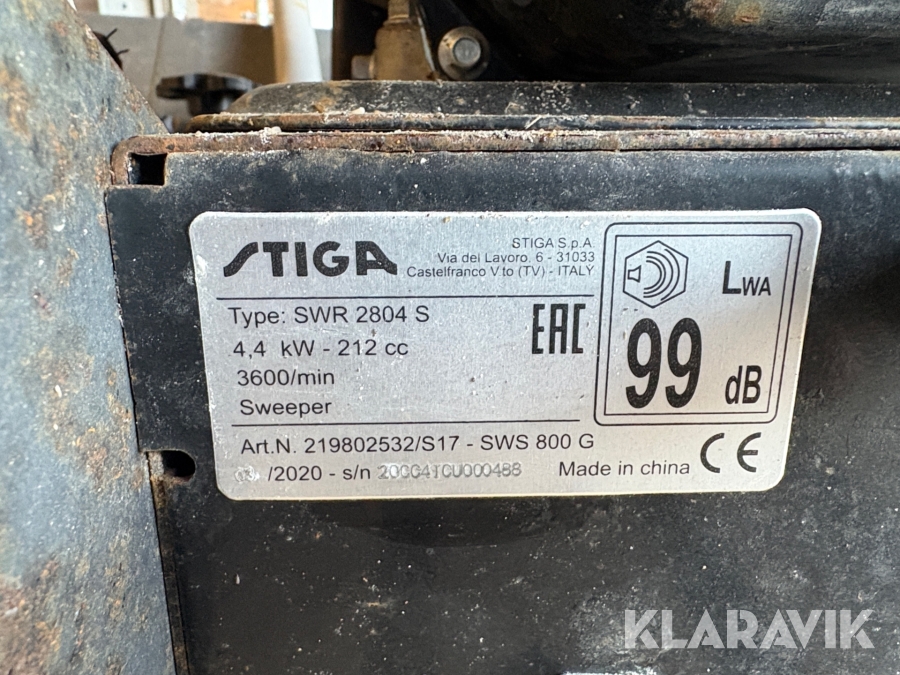 STIGA
STIGA S.p.A.
Via del Lavoro, 6 - 31033
Castelfranco V.to (TV) - ITALY
Type: SWR 2804 S
4,4 kW - 212 cc
3600/min
Sweeper
EAC
LWA
99
dB
Art.N. 219802532/S17 - SWS 800 G
/2020 - s/n
Made in china
CE
KLARAVIK